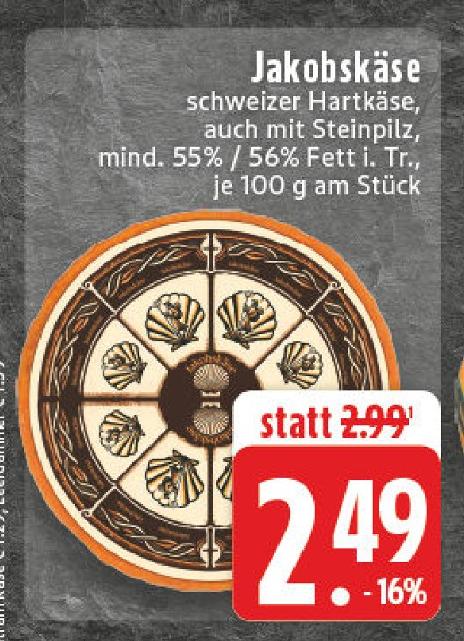 Jakobskäse
schweizer Hartkäse,
auch mit Steinpilz,
mind. 55% / 56% Fett i. Tr.,
je 100 g am Stück
statt 2.99¹
2.49
- 16%